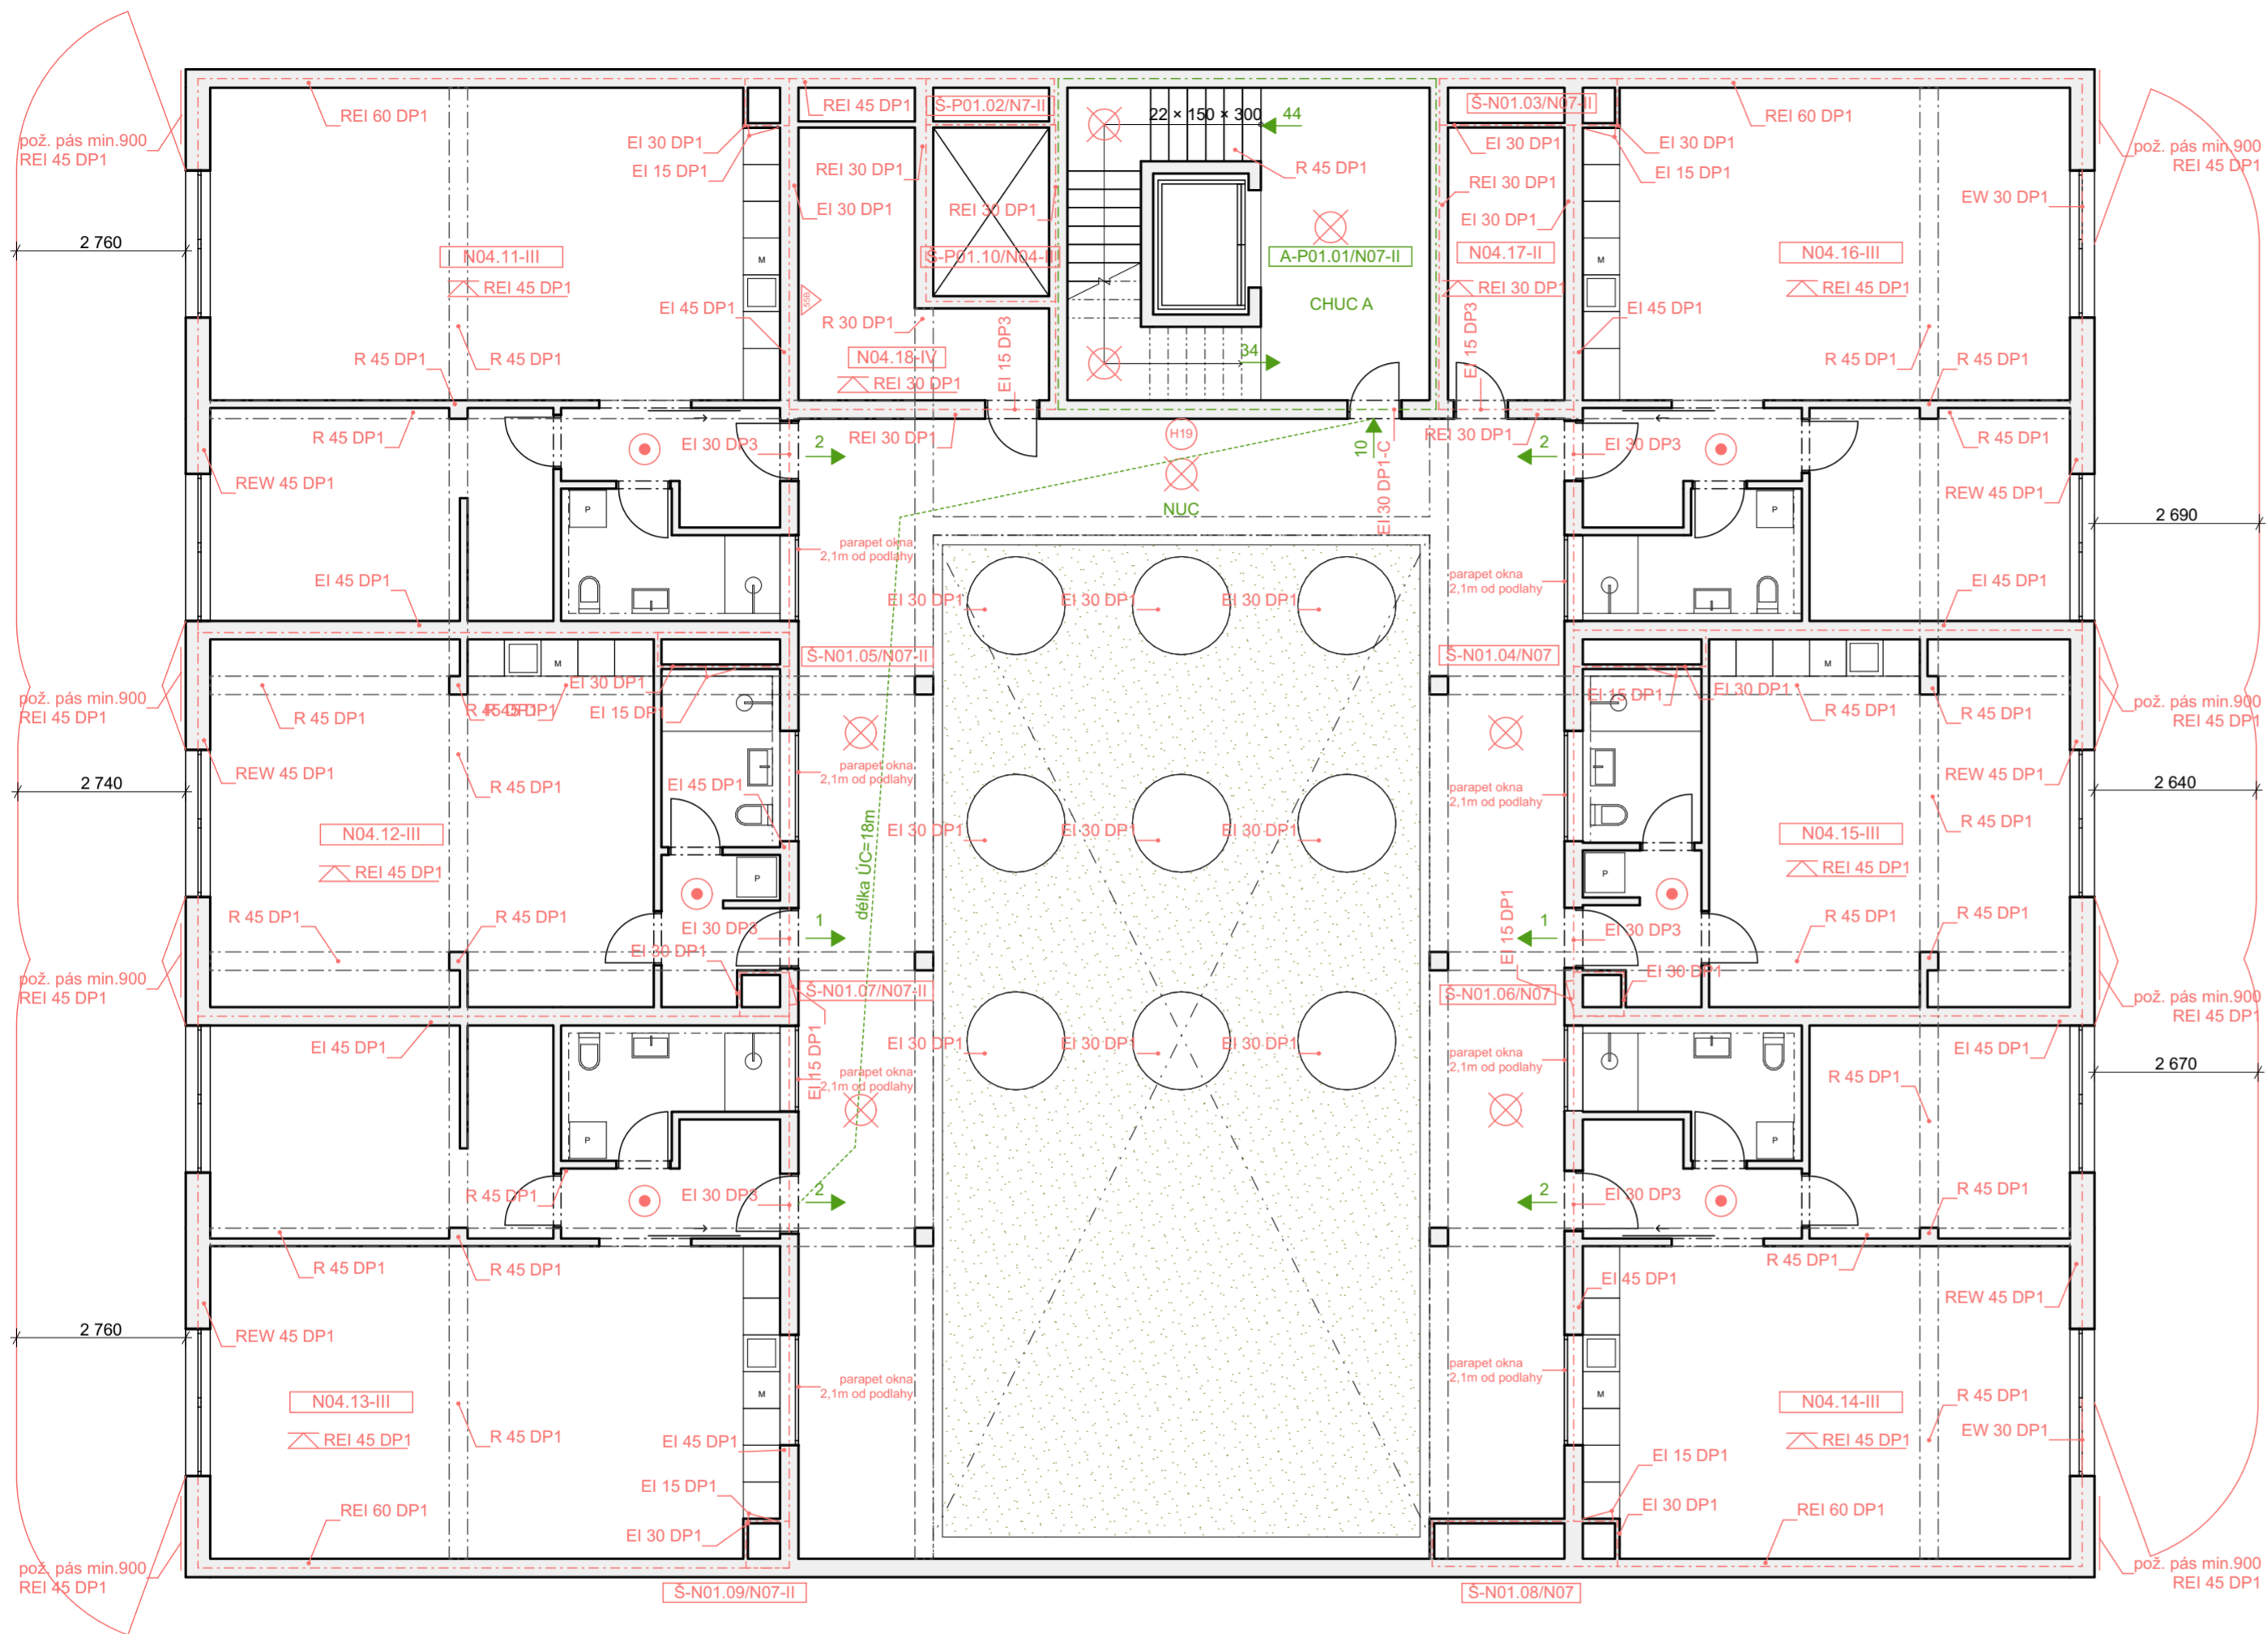 REI 60 DP1
REI 45 DP1
Š-P01.02/N7-II
22 × 150 × 300
44
Š-N01.03/N07-II
REI 60 DP1
pož. pás min.900
REI 45 DP1
EI 30 DP1
EI 15 DP1
REI 30 DP1
R 45 DP1
EI 30 DP1
EI 30 DP1
EI 15 DP1
pož. pás min.900
REI 45 DP1
EI 30 DP1
REI 30 DP1
REI 30 DP1
EI 30 DP1
EW 30 DP1
2 760
N04.11-III
REI 45 DP1
M
Š-P01.10/N04-II
A-P01.01/N07-II
N04.17-II
REI 30 DP1
M
N04.16-III
REI 45 DP1
CHUC A
EI 45 DP1
R 30 DP1
EI 15 DP3
EI 15 DP3
EI 45 DP1
R 45 DP1
R 45 DP1
N04.18-IV
REI 30 DP1
34
R 45 DP1
R 45 DP1
R 45 DP1
EI 30 DP3
2
REI 30 DP1
H19
10
EI 30 DP1-C
REI 30 DP1
2
EI 30 DP3
R 45 DP1
REW 45 DP1
P
NUC
P
REW 45 DP1
2 690
parapet okna
2,1m od podlahy
parapet okna
2,1m od podlahy
EI 45 DP1
EI 30 DP1
EI 30 DP1
EI 30 DP1
EI 45 DP1
Š-N01.05/N07-II
Š-N01.04/N07
pož. pás min.900
REI 45 DP1
R 45 DP1
M
EI 30 DP1
R 45 DP1
R 45 DP1
EI 15 DP1
EI 15 DP1
EI 30 DP1
M
R 45 DP1
R 45 DP1
pož. pás min.900
REI 45 DP1
REW 45 DP1
2 740
R 45 DP1
EI 45 DP1
parapet okna
2,1m od podlahy
parapet okna
2,1m od podlahy
REW 45 DP1
2 640
N04.12-III
REI 45 DP1
P
délka ÚC=18m
EI 30 DP1
EI 30 DP1
EI 30 DP1
P
R 45 DP1
N04.15-III
REI 45 DP1
R 45 DP1
R 45 DP1
EI 30 DP3
1
EI 30 DP1
EI 15 DP1
1
EI 30 DP3
R 45 DP1
R 45 DP1
pož. pás min.900
REI 45 DP1
Š-N01.07/N07-II
Š-N01.06/N07
EI 30 DP1
pož. pás min.900
REI 45 DP1
EI 45 DP1
EI 15 DP1
EI 30 DP1
EI 30 DP1
EI 30 DP1
parapet okna
2,1m od podlahy
parapet okna
2,1m od podlahy
EI 45 DP1
2 670
R 45 DP1
P
P
R 45 DP1
EI 30 DP3
2
2
EI 30 DP3
R 45 DP1
R 45 DP1
R 45 DP1
R 45 DP1
2 760
REW 45 DP1
EI 45 DP1
REW 45 DP1
N04.13-III
REI 45 DP1
R 45 DP1
M
parapet okna
2,1m od podlahy
parapet okna
2,1m od podlahy
M
N04.14-III
REI 45 DP1
R 45 DP1
EW 30 DP1
EI 45 DP1
EI 15 DP1
EI 30 DP1
REI 60 DP1
EI 15 DP1
EI 30 DP1
REI 60 DP1
pož. pás min.900
REI 45 DP1
pož. pás min.900
REI 45 DP1
Š-N01.09/N07-II
Š-N01.08/N07